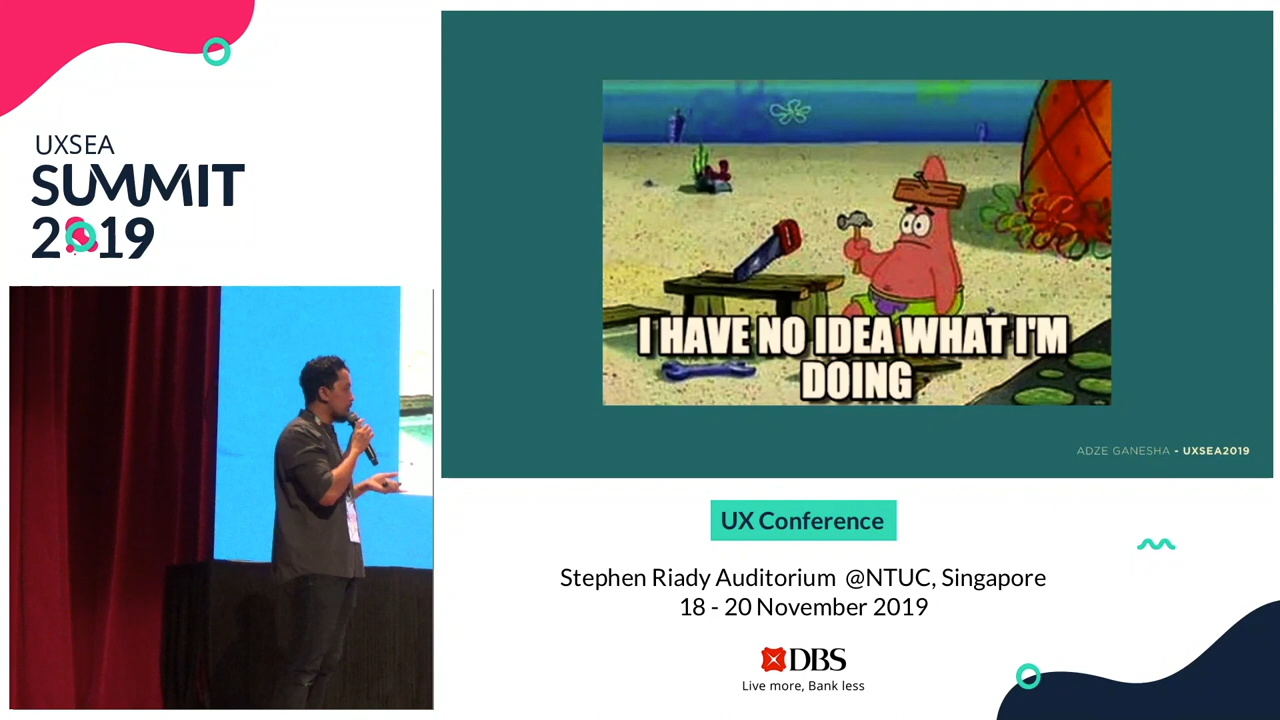 UXSEA
SUMMIT
2019
I HAVE NO IDEA WHAT I'M
DOING
ADZE GANESHA - UXSEA2019
UX Conference
Stephen Riady Auditorium @NTUC, Singapore
18 - 20 November 2019
DBS
Live more, Bank less